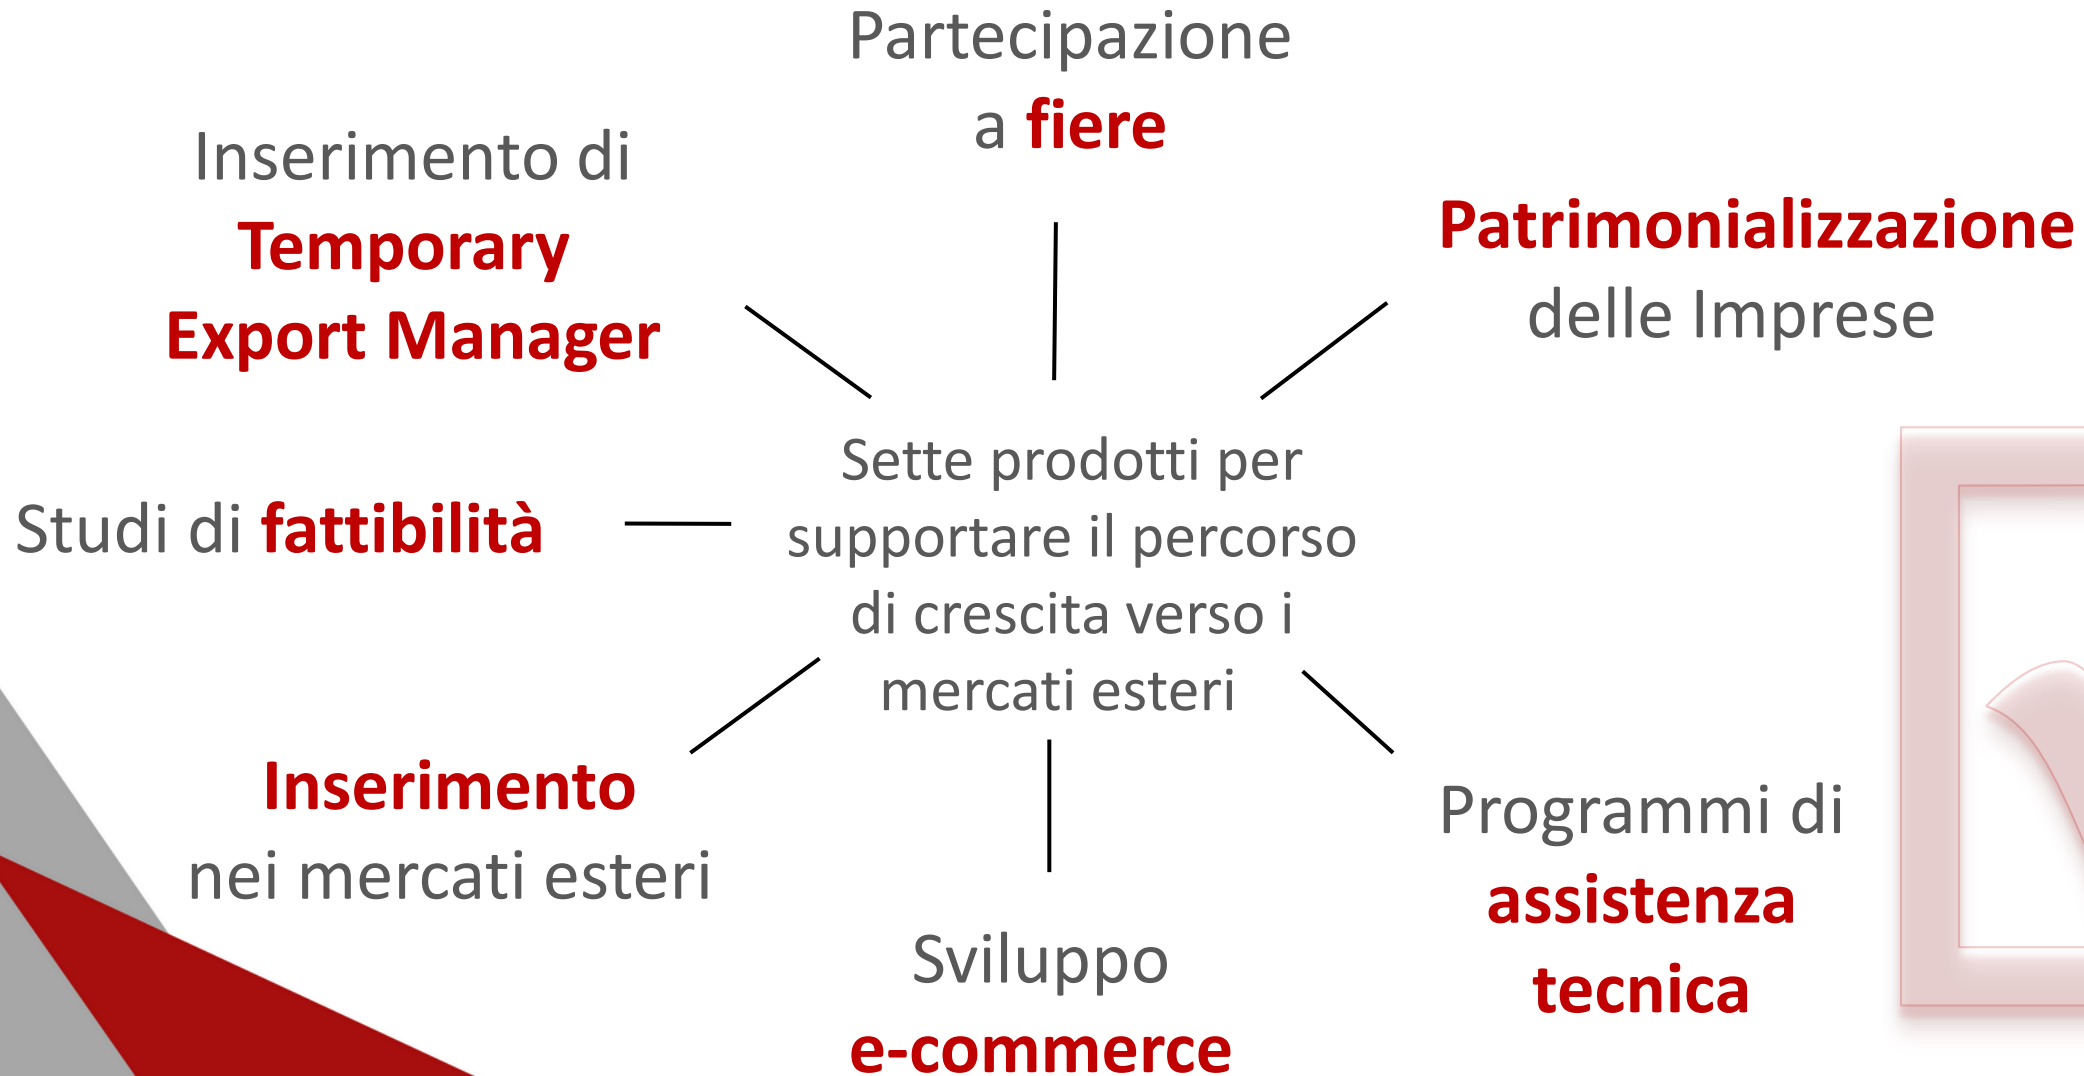 Partecipazione
a fiere
Inserimento di
Temporary
Export Manager
Patrimonializzazione
delle Imprese
Sette prodotti per
supportare il percorso
di crescita verso i
mercati esteri
Studi di fattibilità
Inserimento
nei mercati esteri
Sviluppo
e-commerce
Programmi di
assistenza
tecnica